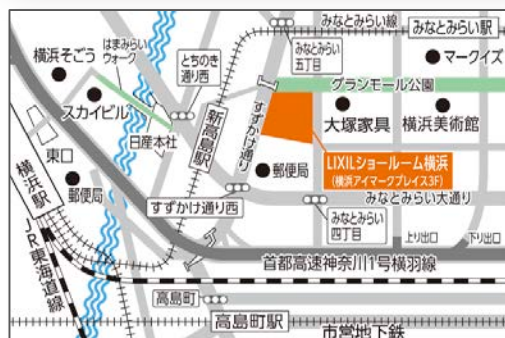 みなとみらい線
みなとみらい駅
みなとみらい
五丁目
はまみらい
ウォーク
とちのき
通り西
横浜そごう
マークイズ
グランモール公園
スカイビル
日産本社
新高島駅
すずかけ通り
大塚家具
横浜美術館
LIXILショールーム横浜
(横浜アイマークプレイス3F)
東口
郵便局
郵便局
横浜駅
すずかけ通り西
みなとみらい大通り
みなとみらい
四丁目
上り出口
下り出口
JR東海道線
首都高速神奈川1号横羽線
高島町
高島町駅
市営地下鉄